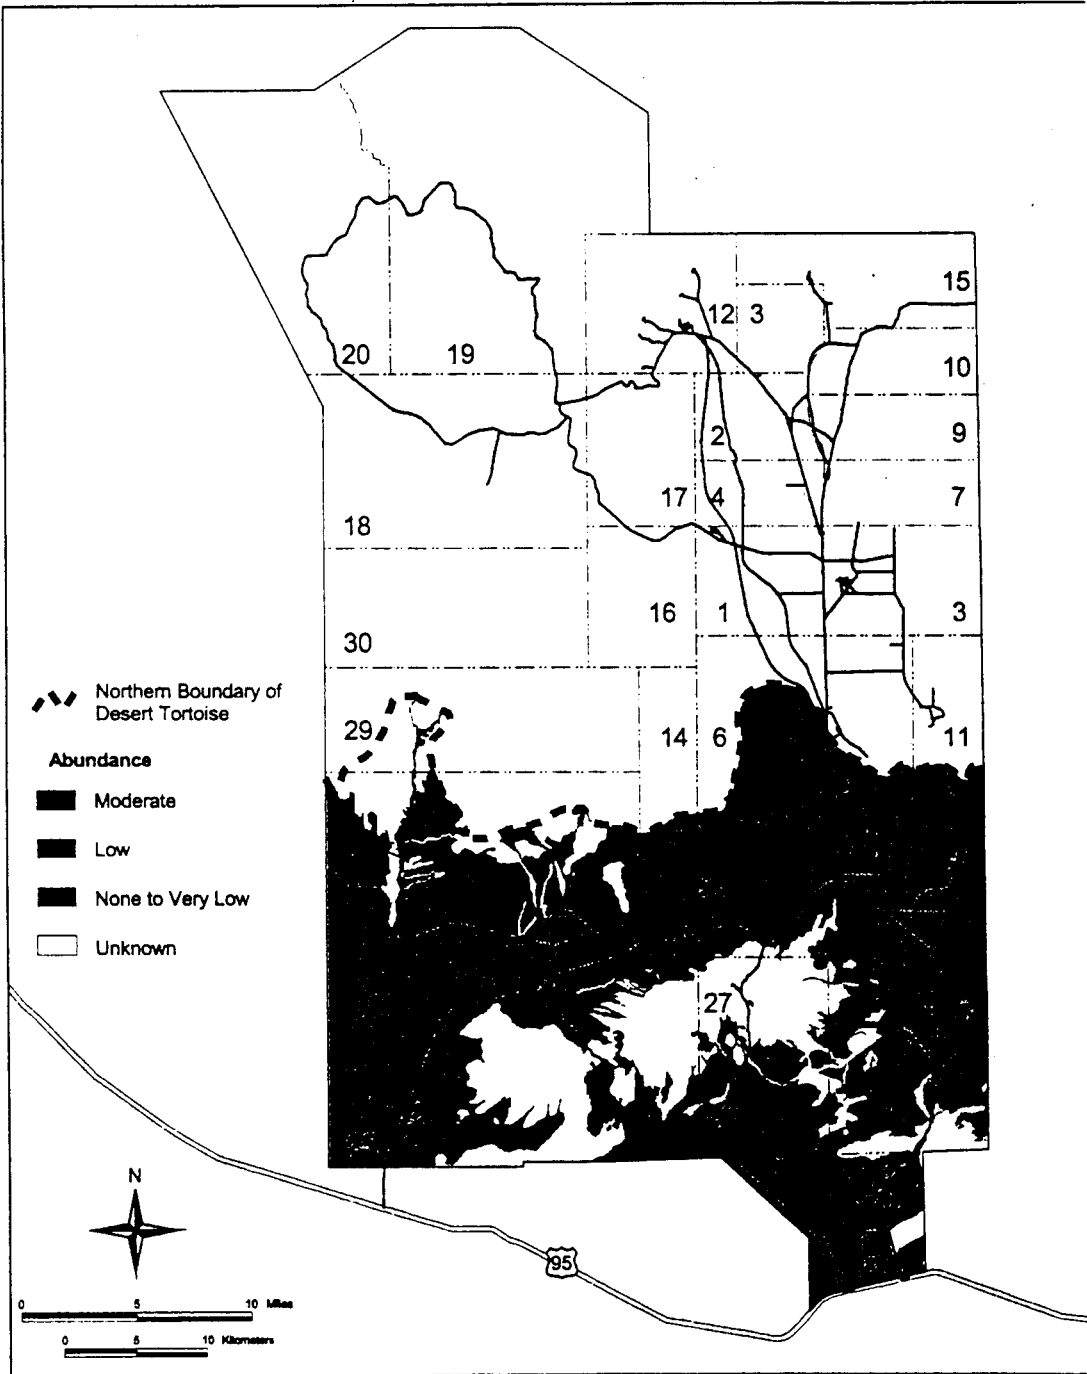 15
12
3
20
19
10
2
9
17
4
7
18
16
1
3
30
Northern Boundary of
Desert Tortoise
29
14
6
11
Abundance
Moderate
Low
None to Very Low
Unknown
27
N
95
0 5 10 Miles
0 5 10 Kilometers